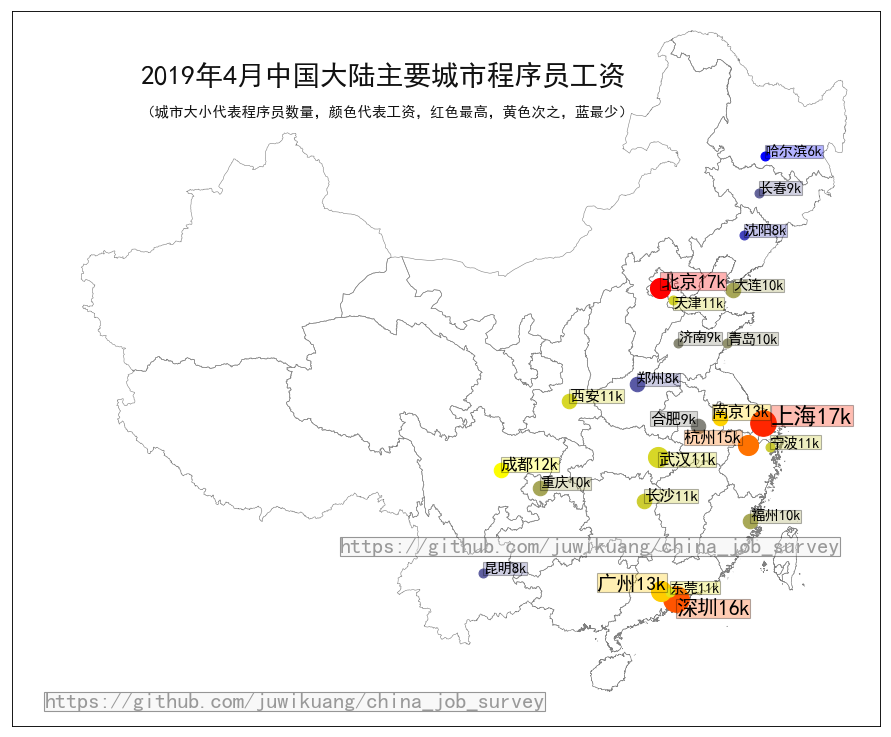 2019年4月中国大陆主要城市程序员工资
（城市大小代表程序员数量，颜色代表工资，红色最高，黄色次之，蓝最少）
哈尔滨6k
长春9k
沈阳8k
北京17k
大连10k
天津11k
济南9k
青岛10k
郑州8k
西安11k
南京13k
上海17k
合肥9k
杭州15k
宁波11k
武汉11k
成都12k
重庆10k
长沙11k
福州10k
https://github.com/juwikuang/china_job_survey
昆明8k
广州13k
东莞11k
深圳16k
https://github.com/juwikuang/china_job_survey